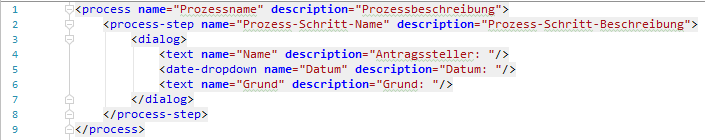 1 <process name="Prozessname" description="Prozessbeschreibung">
2 <process-step name="Prozess-Schritt-Name" description="Prozess-Schritt-Beschreibung">
3 <dialog>
4 <text name="Name" description="Antragssteller: "/>
5 <date-dropdown name="Datum" description="Datum: "/>
6 <text name="Grund" description="Grund: "/>
7 </dialog>
8 </process-step>
9 </process>